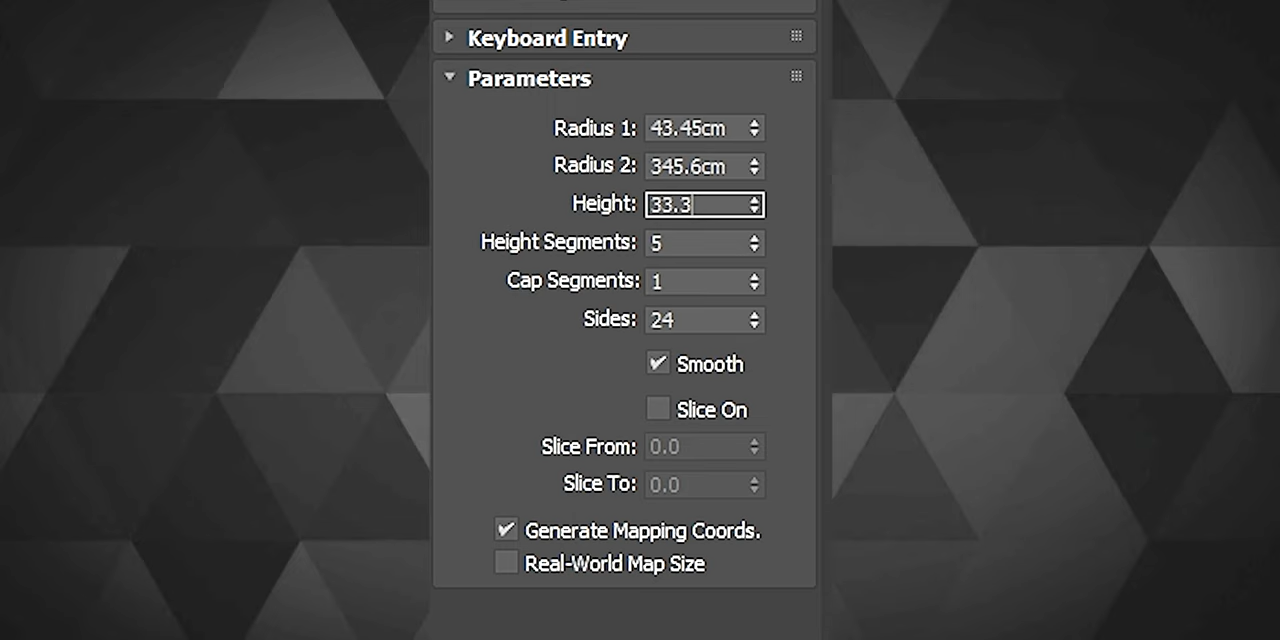 Keyboard Entry
Parameters
Radius 1: 43.45cm
Radius 2: 345.6cm
Height: 33.3
Height Segments: 5
Cap Segments: 1
Sides: 24
Smooth
Slice On
Slice From: 0.0
Slice To: 0.0
Generate Mapping Coords.
Real-World Map Size